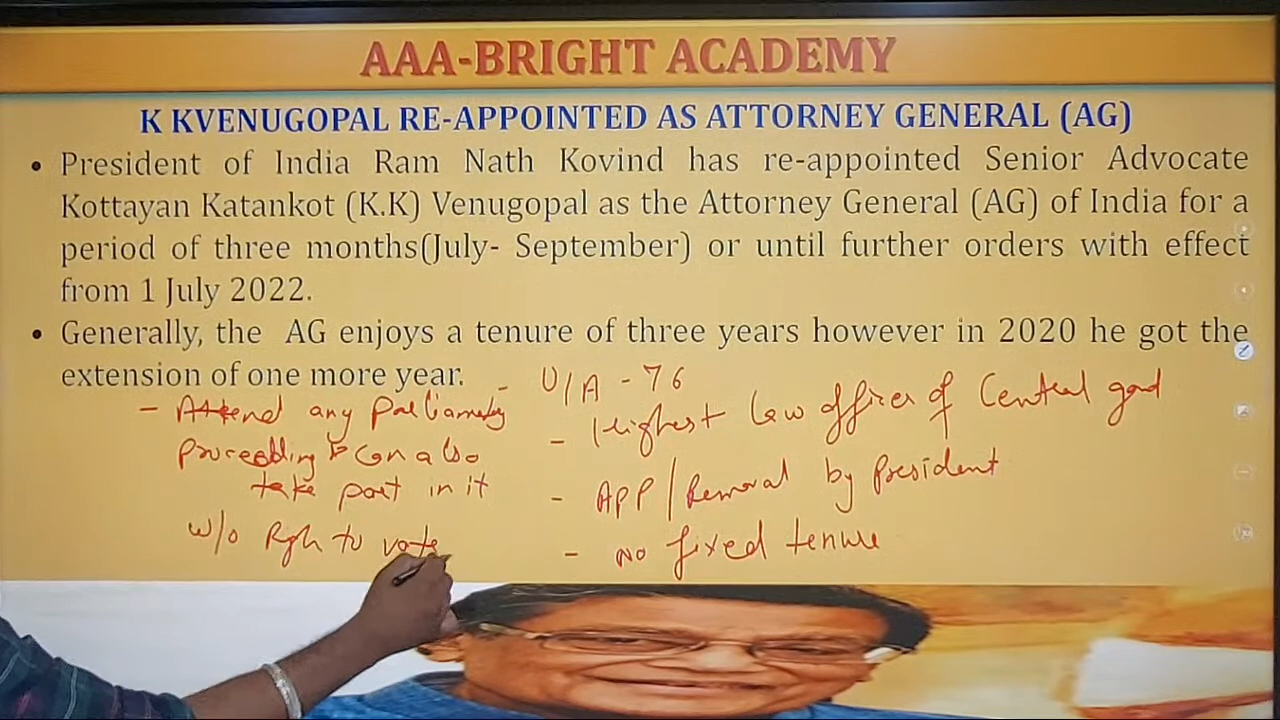 AAA-BRIGHT ACADEMY
K KVENUGOPAL RE-APPOINTED AS ATTORNEY GENERAL (AG)
• President of India Ram Nath Kovind has re-appointed Senior Advocate
Kottayan Katankot (K.K) Venugopal as the Attorney General (AG) of India for a
period of three months(July- September) or until further orders with effect
from 1 July 2022.
• Generally, the AG enjoys a tenure of three years however in 2020 he got the
extension of one more year.
- U/A - 76
- Highest law officer of Central govt
- APP/Removal by President
- No fixed tenure
- Attend any Parliamentary
proceeding & can also
take part in it
w/o Right to vote